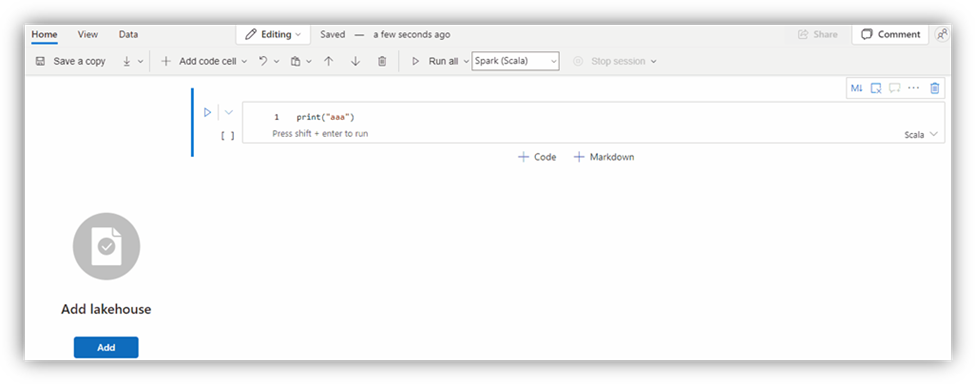 Home View Data Editing Saved — a few seconds ago Share Comment
Save a copy Add code cell Run all Spark (Scala) Stop session
M↓ ...
1 print("aaa")
[ ] Press shift + enter to run Scala
+ Code + Markdown
Add lakehouse
Add